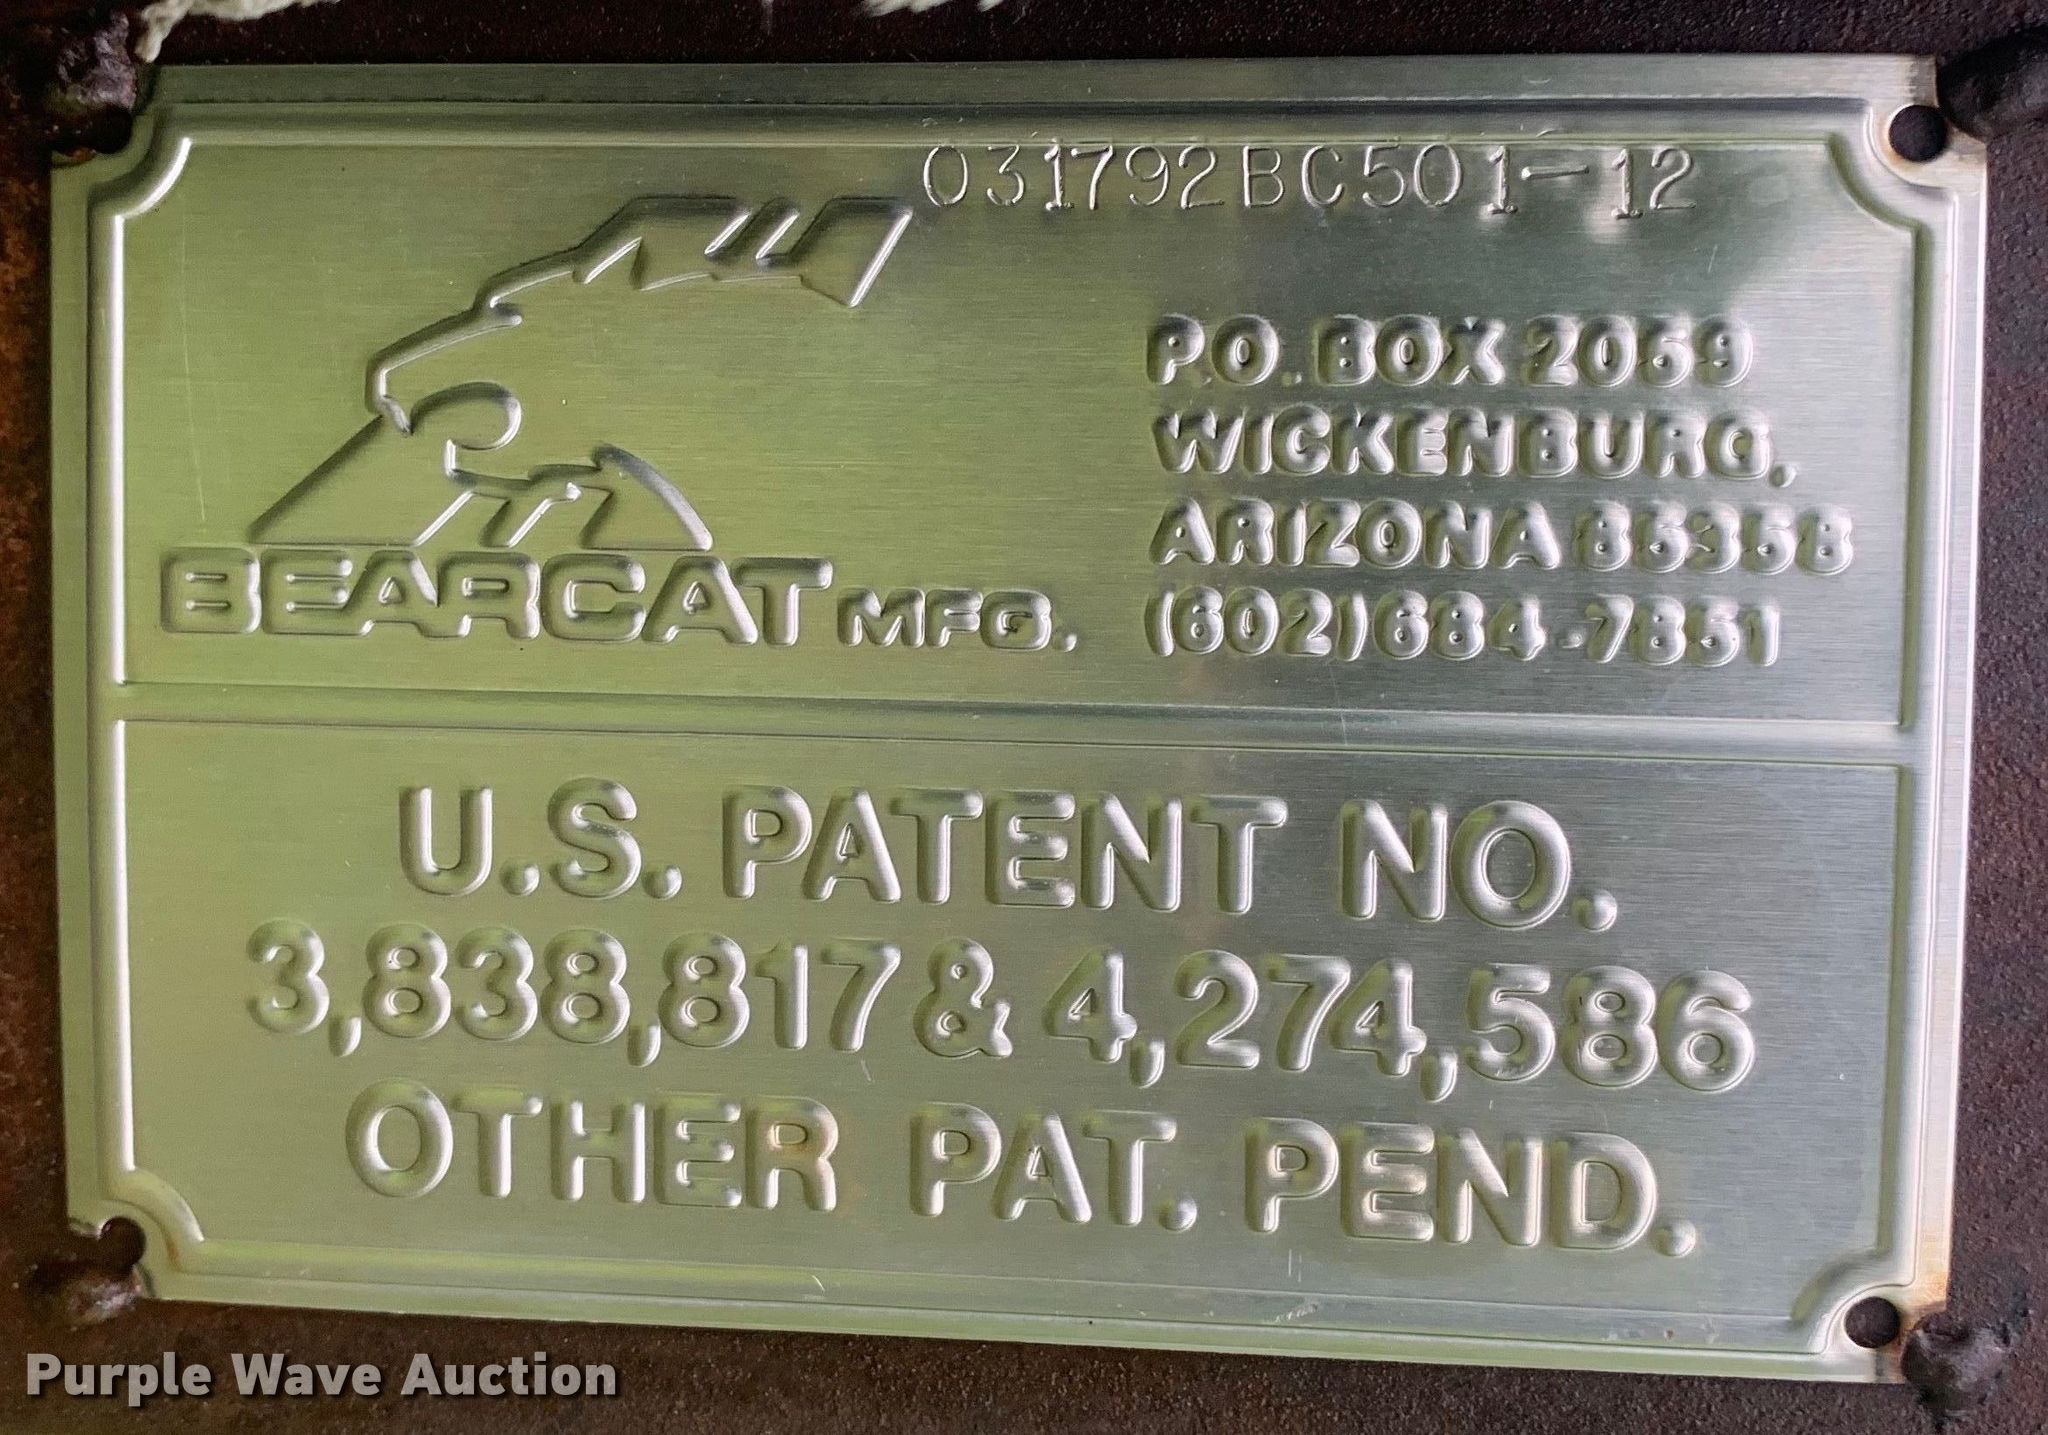 031792BC501-12
P.O. BOX 2059
WICKENBURG,
ARIZONA 85358
(602) 684-7851
BEARCAT MFG.
U.S. PATENT NO.
3,838,817 & 4,274,586
OTHER PAT. PEND.
Purple Wave Auction